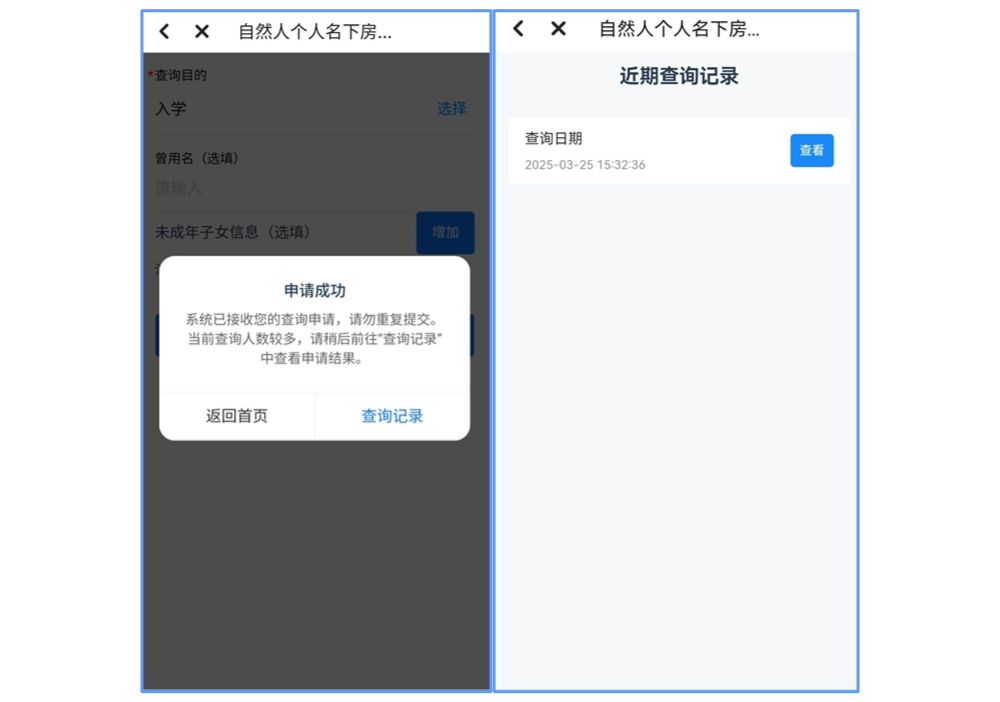 自然人个人名下房...
*查询目的
入学
选择
曾用名（选填）
请输入
未成年子女信息（选填）
增加
申请成功
系统已接收您的查询申请，请勿重复提交。
当前查询人数较多，请稍后前往“查询记录”
中查看申请结果。
返回首页
查询记录
自然人个人名下房...
近期查询记录
查询日期
2025-03-25 15:32:36
查看